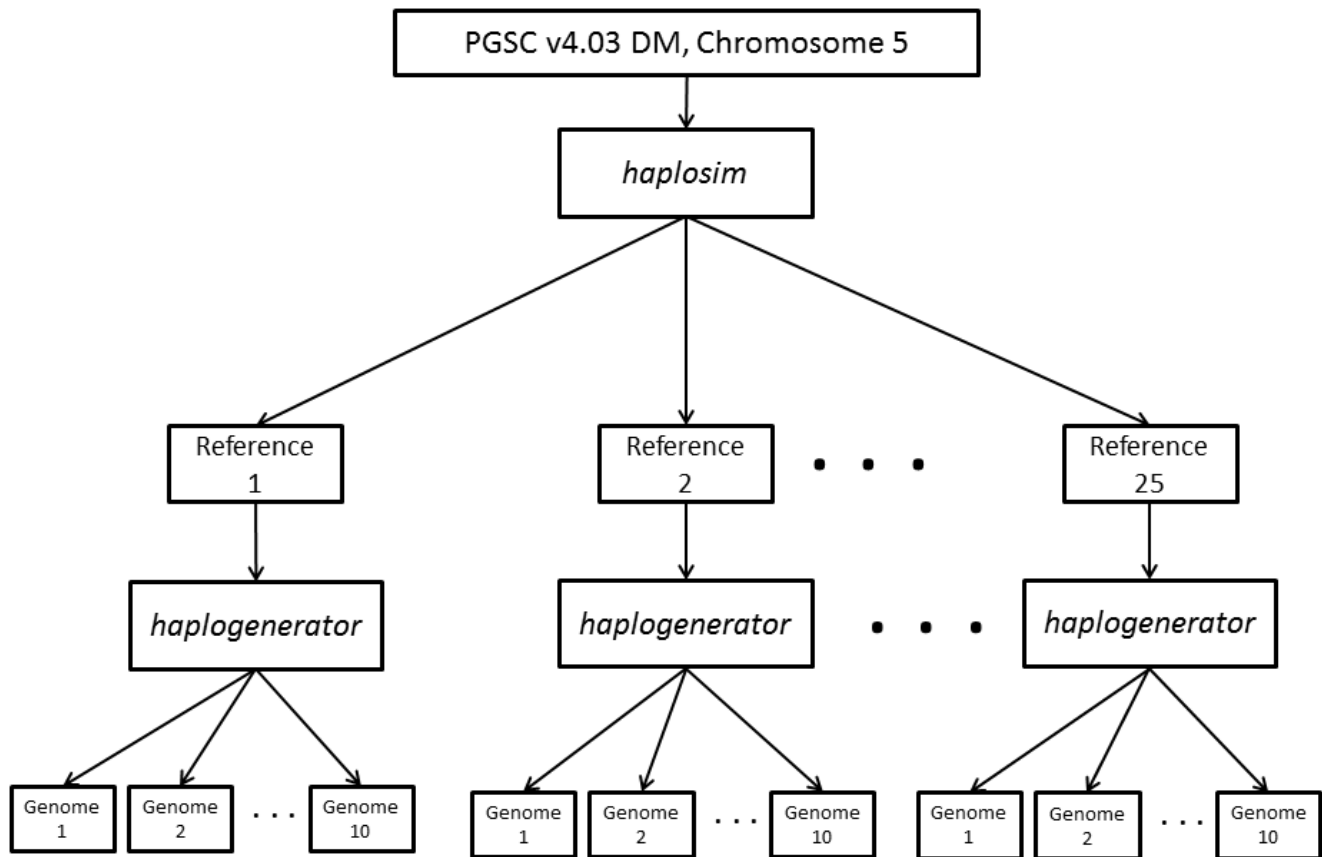 PGSC v4.03 DM, Chromosome 5
haplosim
Reference
1
Reference
2
. . .
Reference
25
haplogenerator
haplogenerator
. . .
haplogenerator
Genome
1
Genome
2
. . .
Genome
10
Genome
1
Genome
2
. . .
Genome
10
Genome
1
Genome
2
. . .
Genome
10